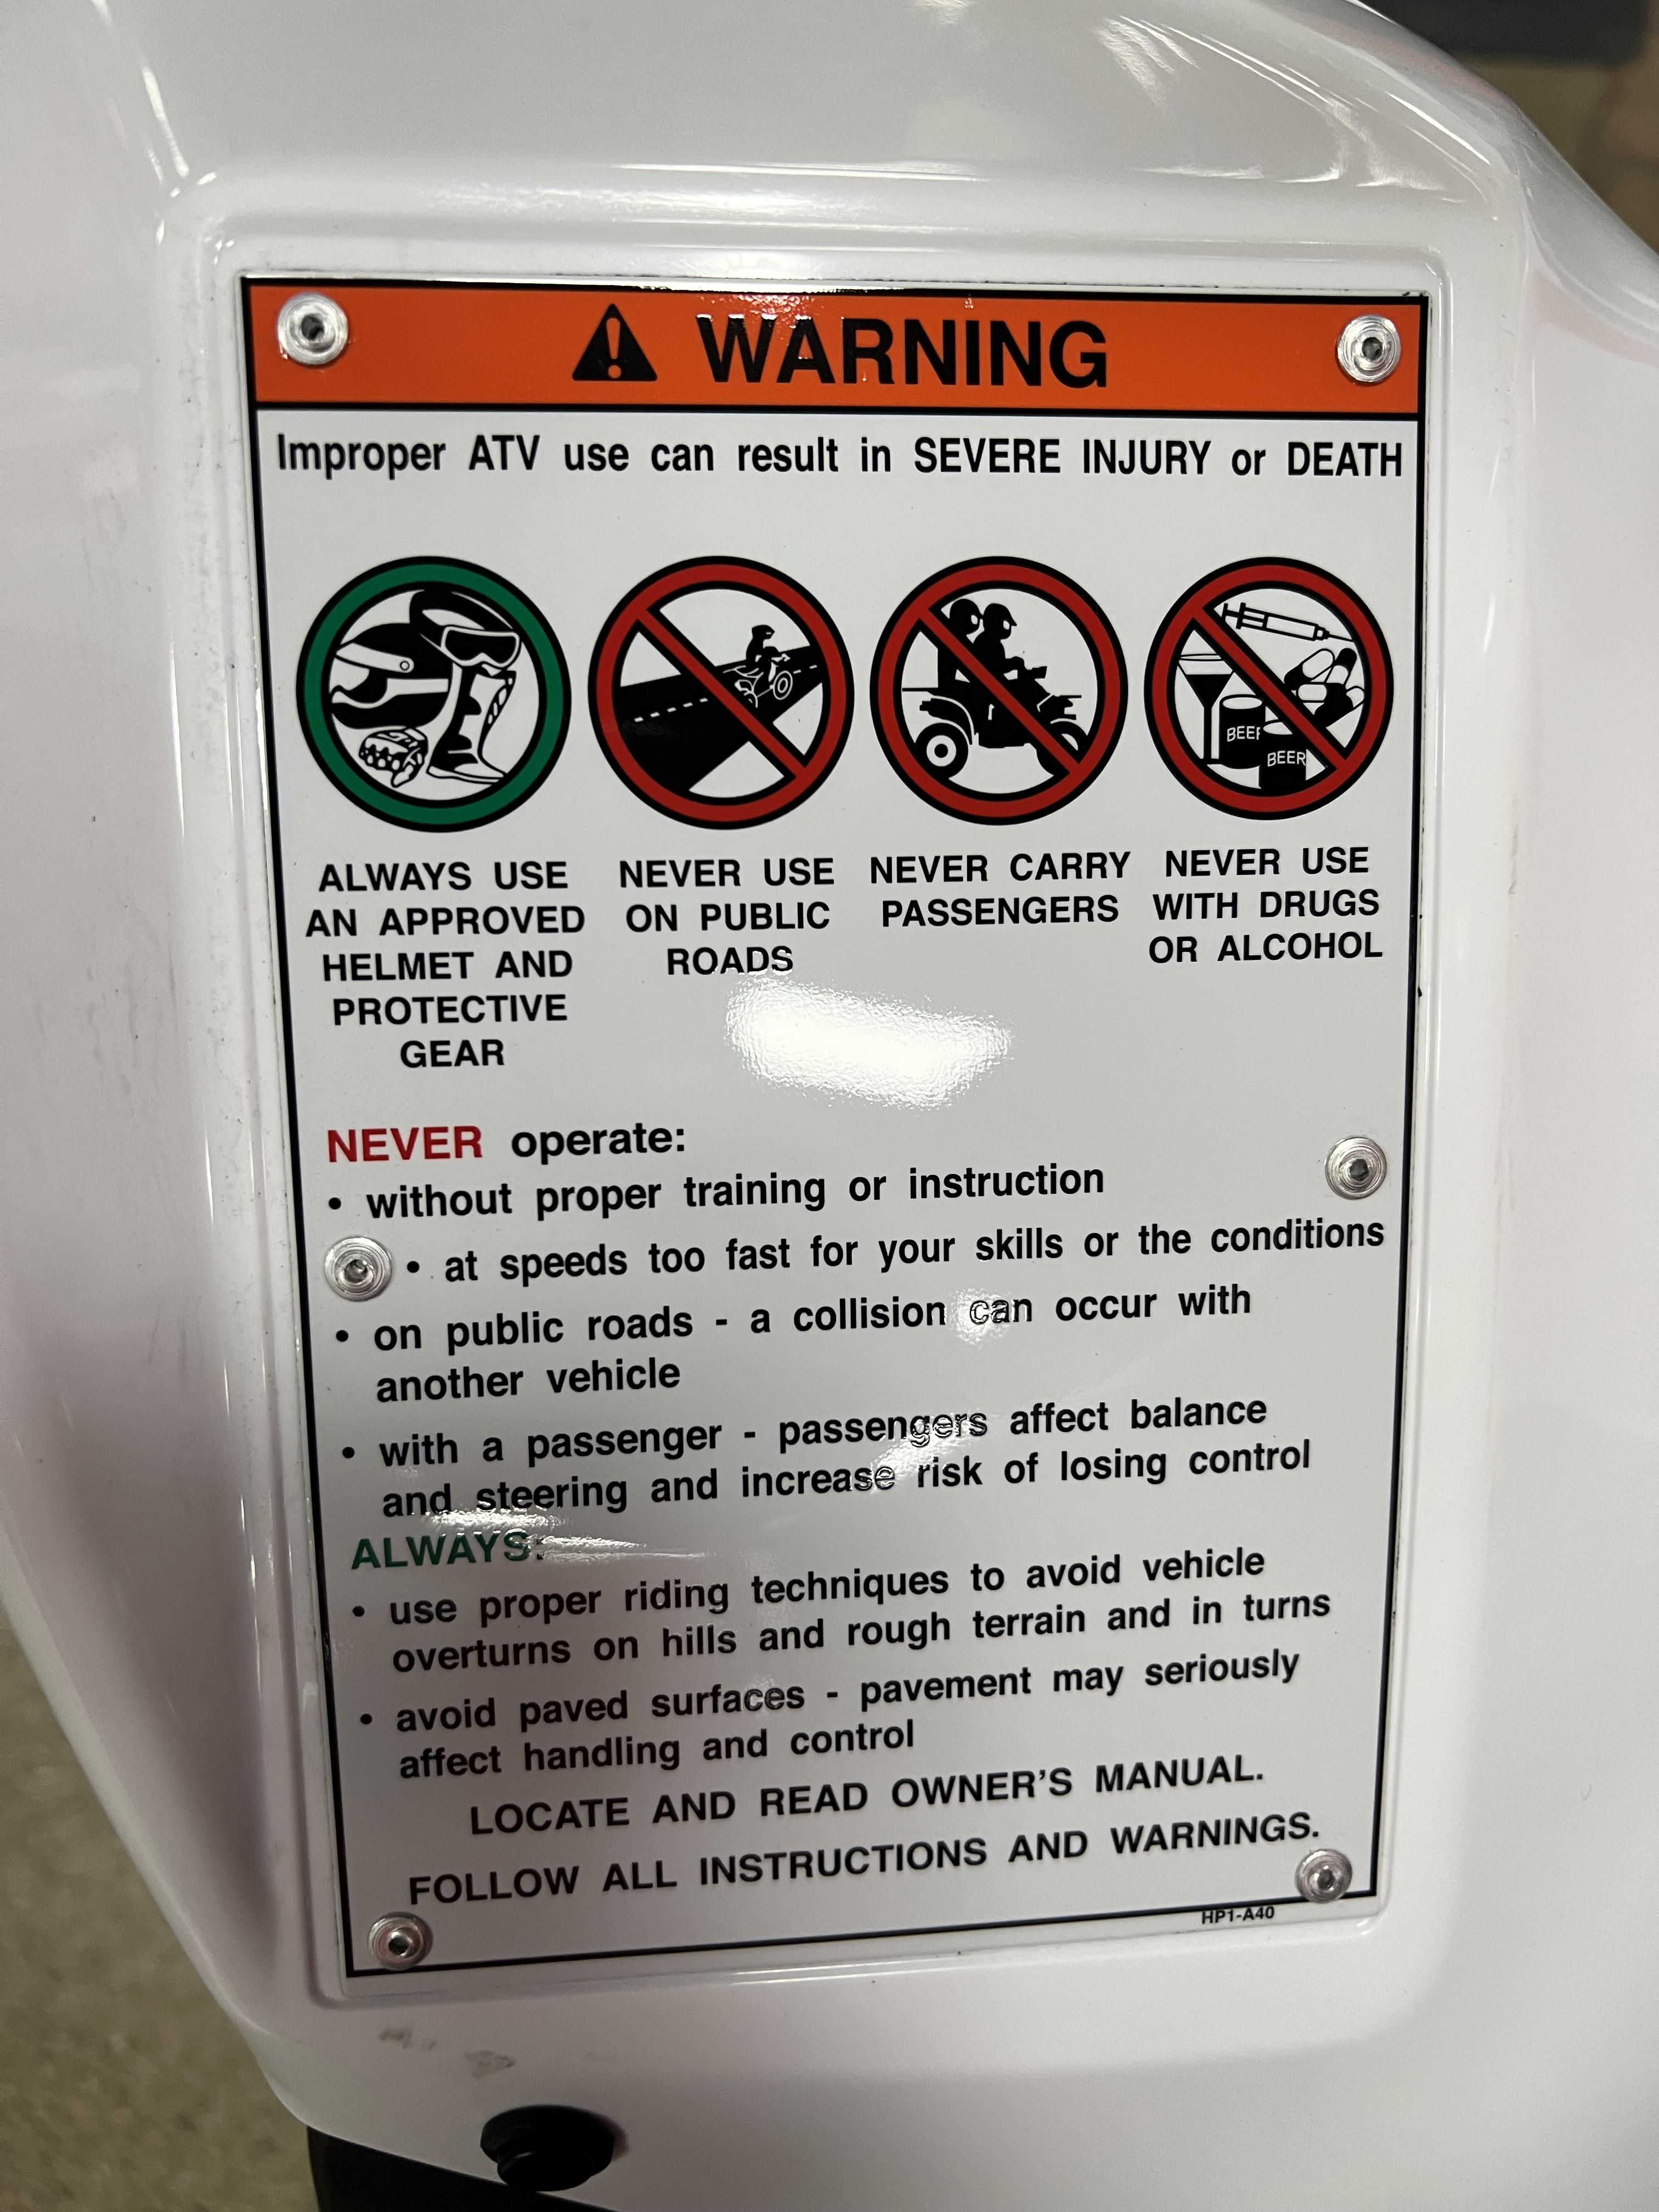 WARNING
Improper ATV use can result in SEVERE INJURY or DEATH
BEER
BEER
ALWAYS USE
AN APPROVED
HELMET AND
PROTECTIVE
GEAR
NEVER USE
ON PUBLIC
ROADS
NEVER CARRY
PASSENGERS
NEVER USE
WITH DRUGS
OR ALCOHOL
NEVER operate:
• without proper training or instruction
• at speeds too fast for your skills or the conditions
• on public roads - a collision can occur with
another vehicle
• with a passenger - passengers affect balance
and steering and increase risk of losing control
ALWAYS:
• use proper riding techniques to avoid vehicle
overturns on hills and rough terrain and in turns
• avoid paved surfaces - pavement may seriously
affect handling and control
LOCATE AND READ OWNER'S MANUAL.
FOLLOW ALL INSTRUCTIONS AND WARNINGS.
HP1-A40